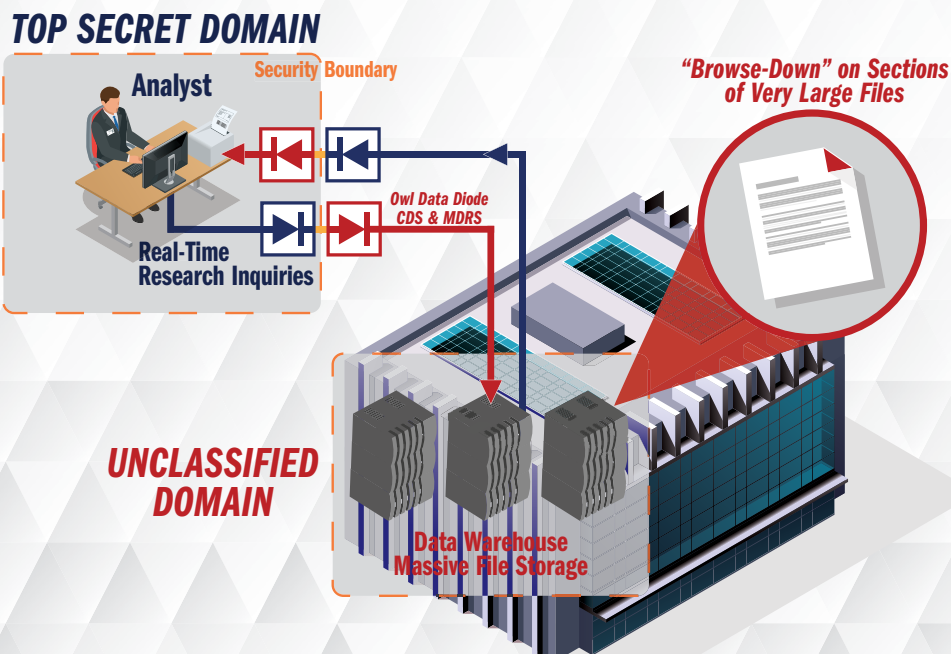 TOP SECRET DOMAIN
Security Boundary
Analyst
“Browse-Down” on Sections
of Very Large Files
Owl Data Diode
CDS & MDRS
Real-Time
Research Inquiries
UNCLASSIFIED
DOMAIN
Data Warehouse
Massive File Storage